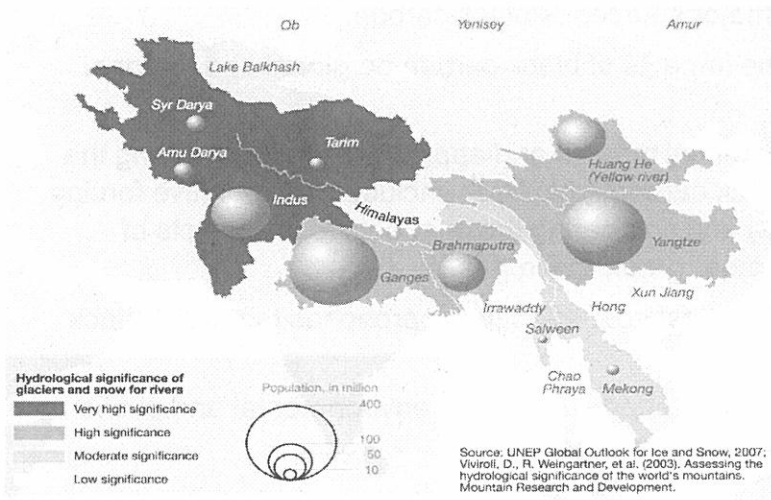 Ob
Yenisey
Amur
Lake Balkhash
Syr Darya
Tarim
Amu Darya
Huang He
(Yellow river)
Indus
Himalayas
Brahmaputra
Yangtze
Ganges
Xun Jiang
Irrawaddy
Hong
Salween
Chao
Phraya
Mekong
Hydrological significance of
glaciers and snow for rivers
Very high significance
High significance
Moderate significance
Low significance
Population, in million
400
100
50
10
Source: UNEP Global Outlook for Ice and Snow, 2007;
Viviroli, D., R. Weingartner, et al. (2003). Assessing the
hydrological significance of the world's mountains.
Mountain Research and Development.